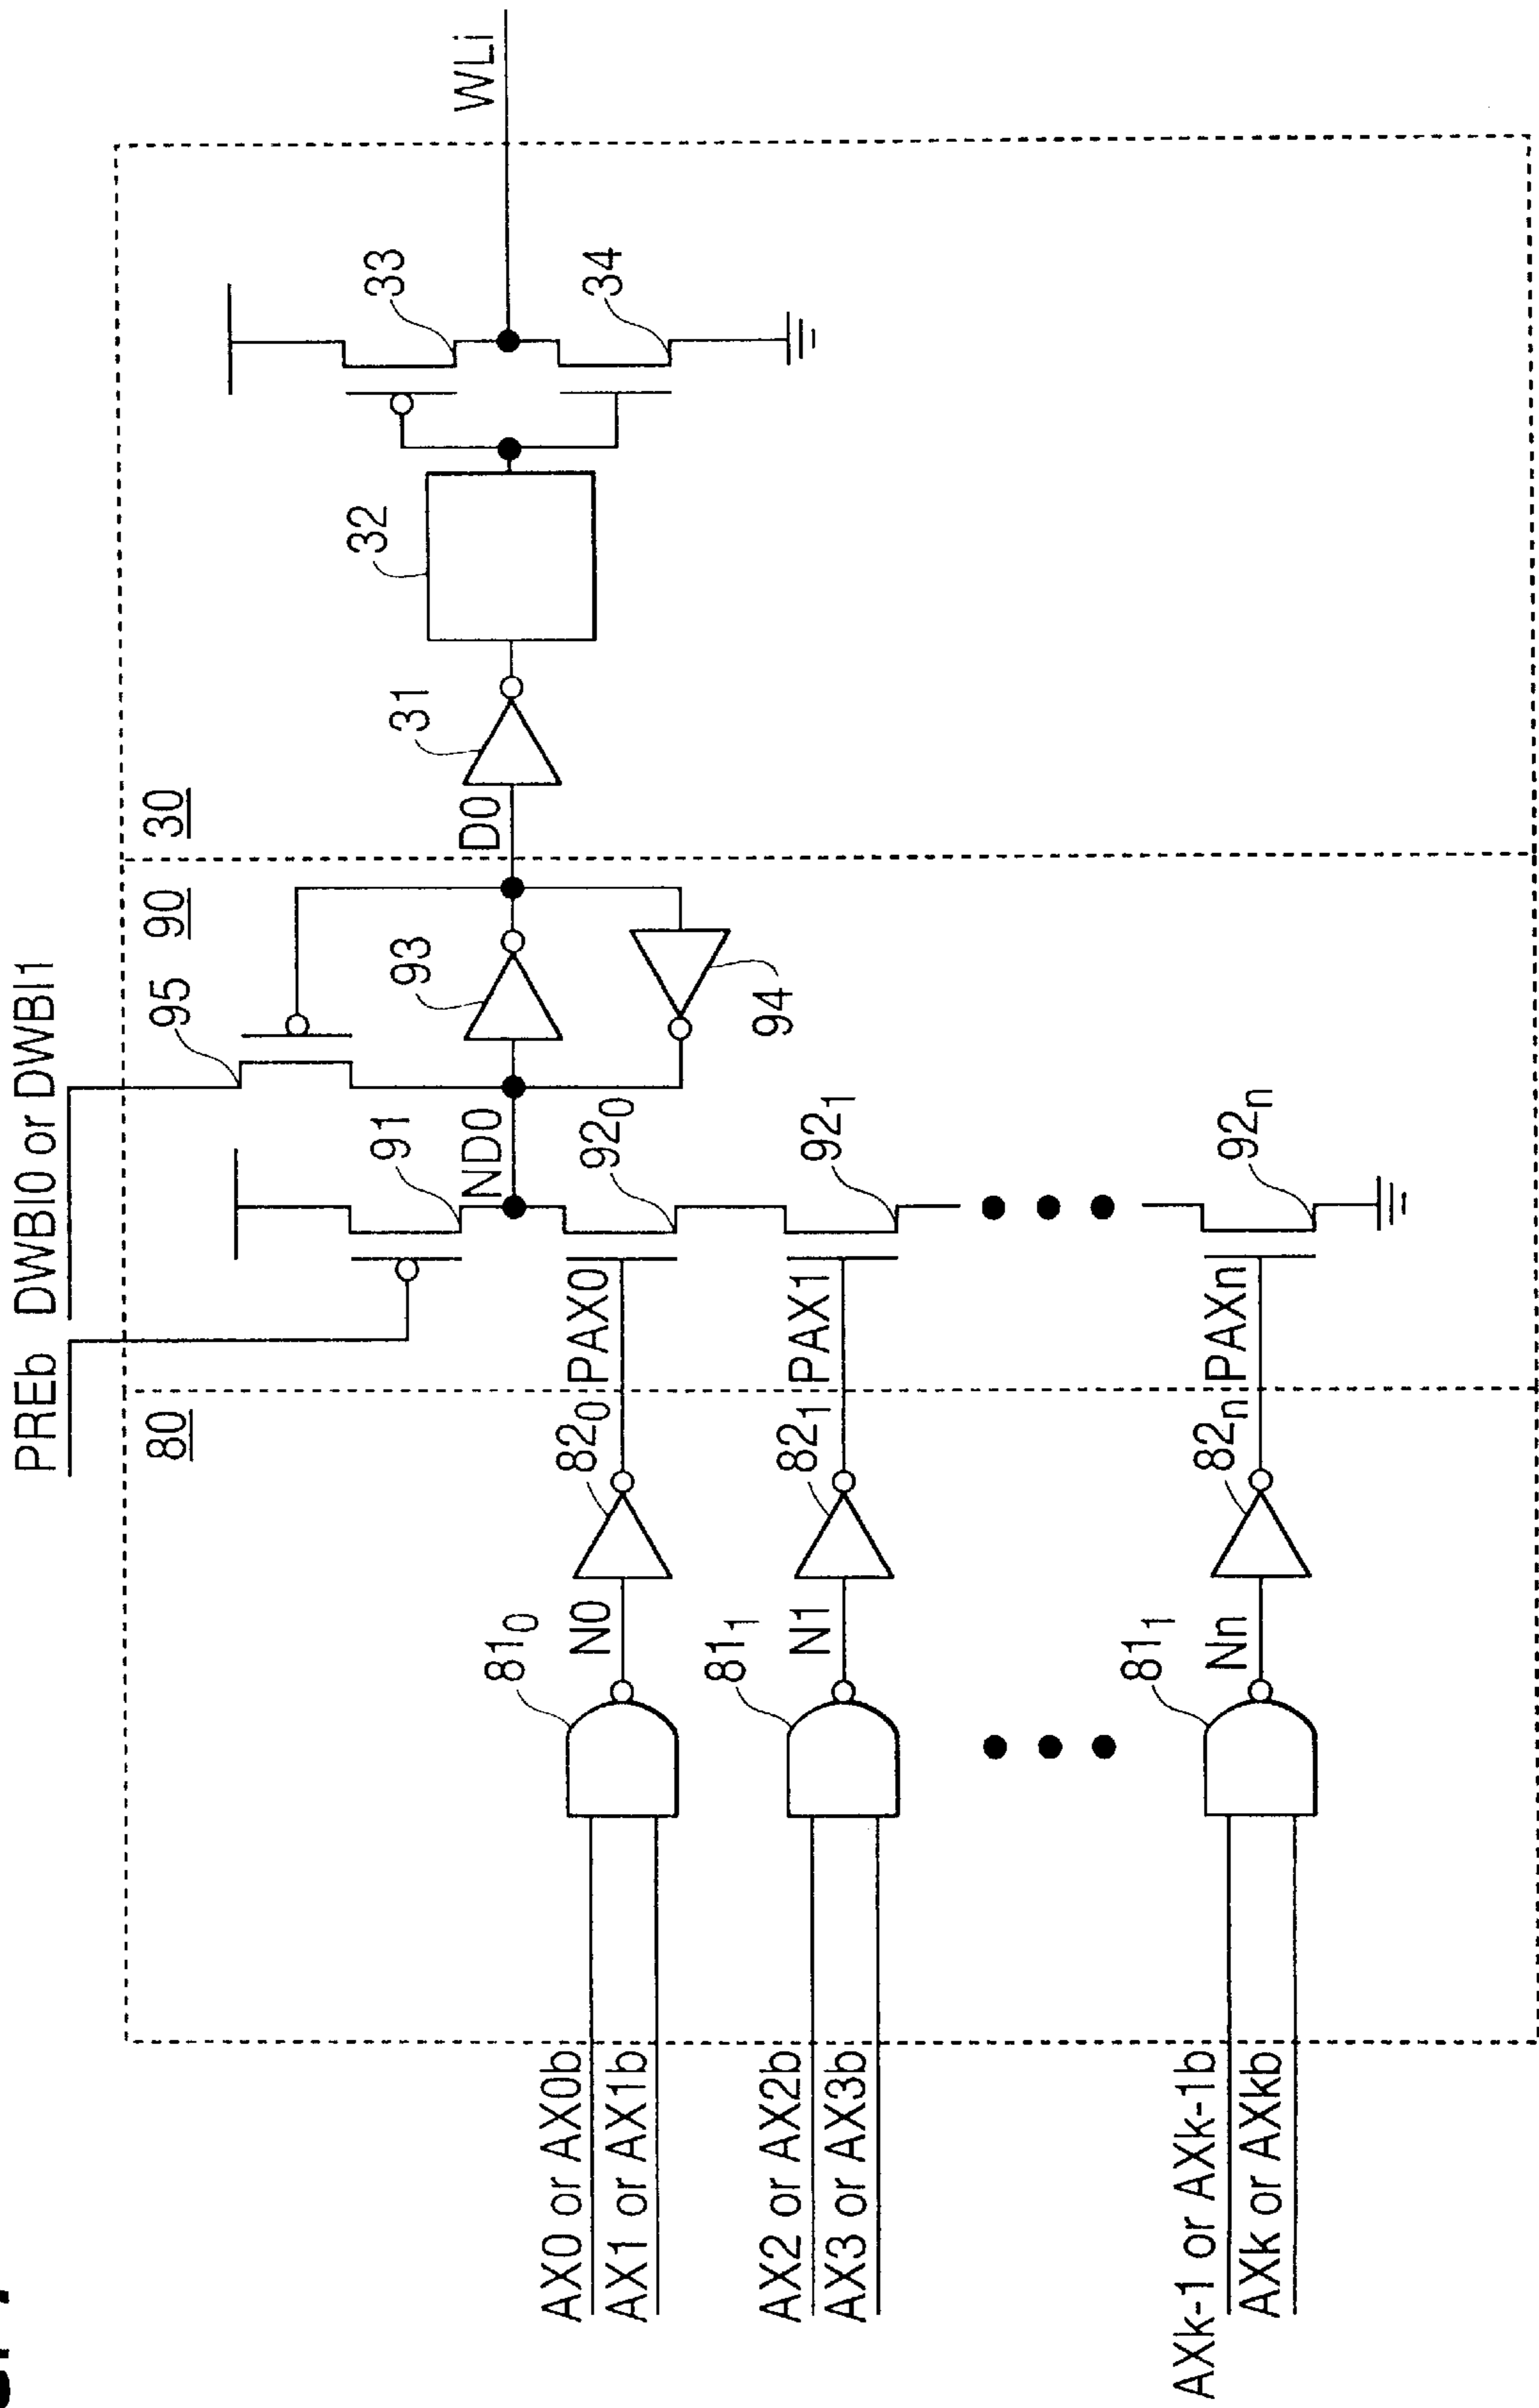 PREb
DWBI0 or DWBI1
80
90
30
95
91
33
93
32
31
ND0
D0
WLi
94
34
AX0 or AX0b
AX1 or AX1b
81₀
N0
82₀
PAX0
92₀
AX2 or AX2b
AX3 or AX3b
81₁
N1
82₁
PAX1
92₁
AXk-1 or AXk-1b
AXk or AXkb
81₁
Nn
82ₙ
PAXn
92ₙ